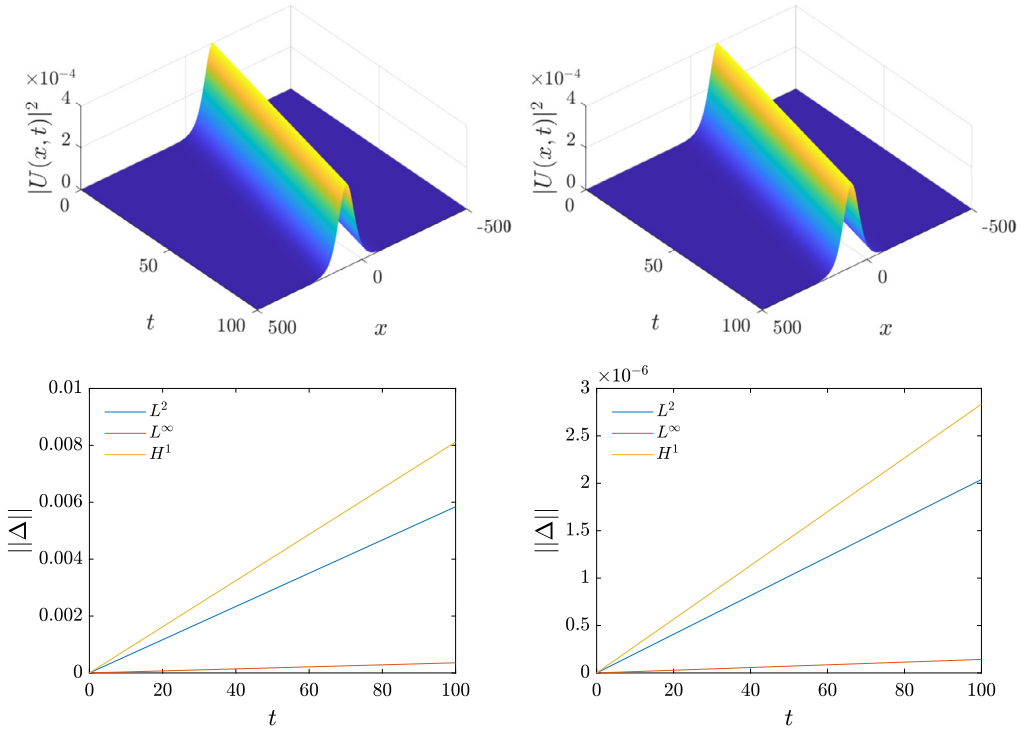 ×10⁻⁴
|U(x, t)|²
4
2
0
0
50
100
t
500
0
-500
x
×10⁻⁴
|U(x, t)|²
4
2
0
0
50
100
t
500
0
-500
x
0.01
0.008
0.006
0.004
0.002
0
||Δ||
L²
L∞
H¹
0 20 40 60 80 100
t
×10⁻⁶
3
2.5
2
1.5
1
0.5
0
||Δ||
L²
L∞
H¹
0 20 40 60 80 100
t